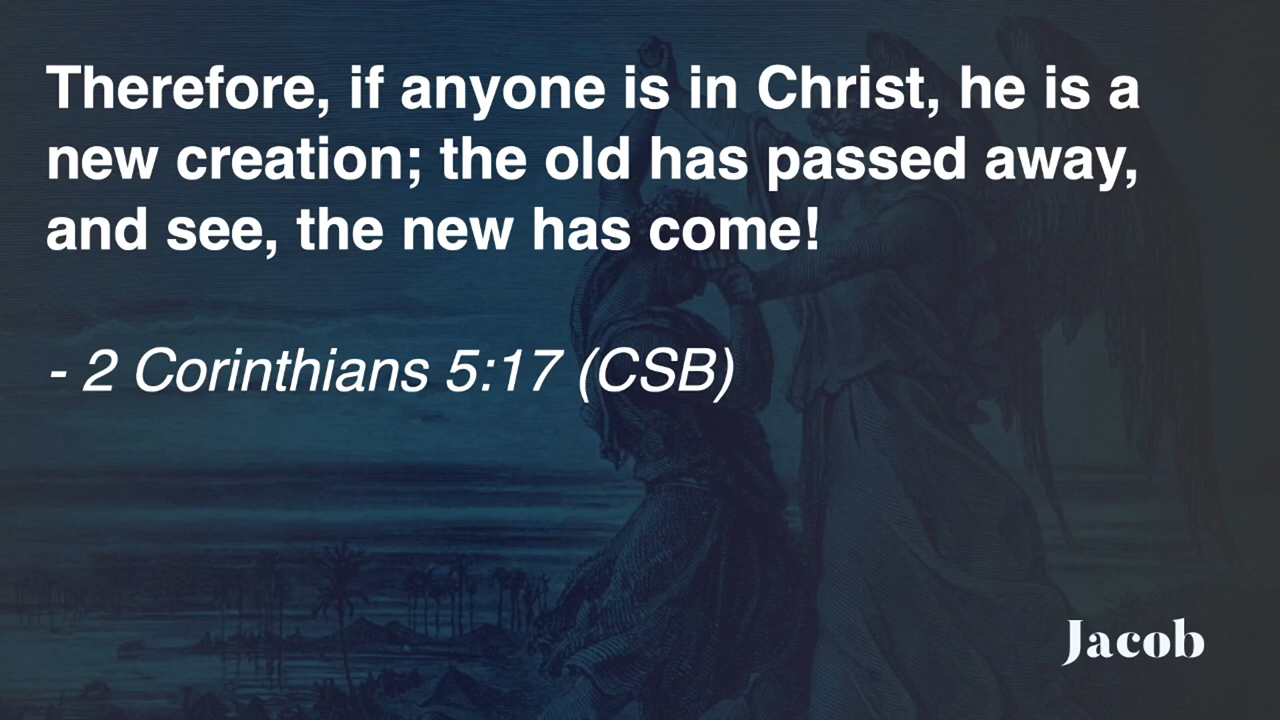 Therefore, if anyone is in Christ, he is a
new creation; the old has passed away,
and see, the new has come!
- 2 Corinthians 5:17 (CSB)
Jacob